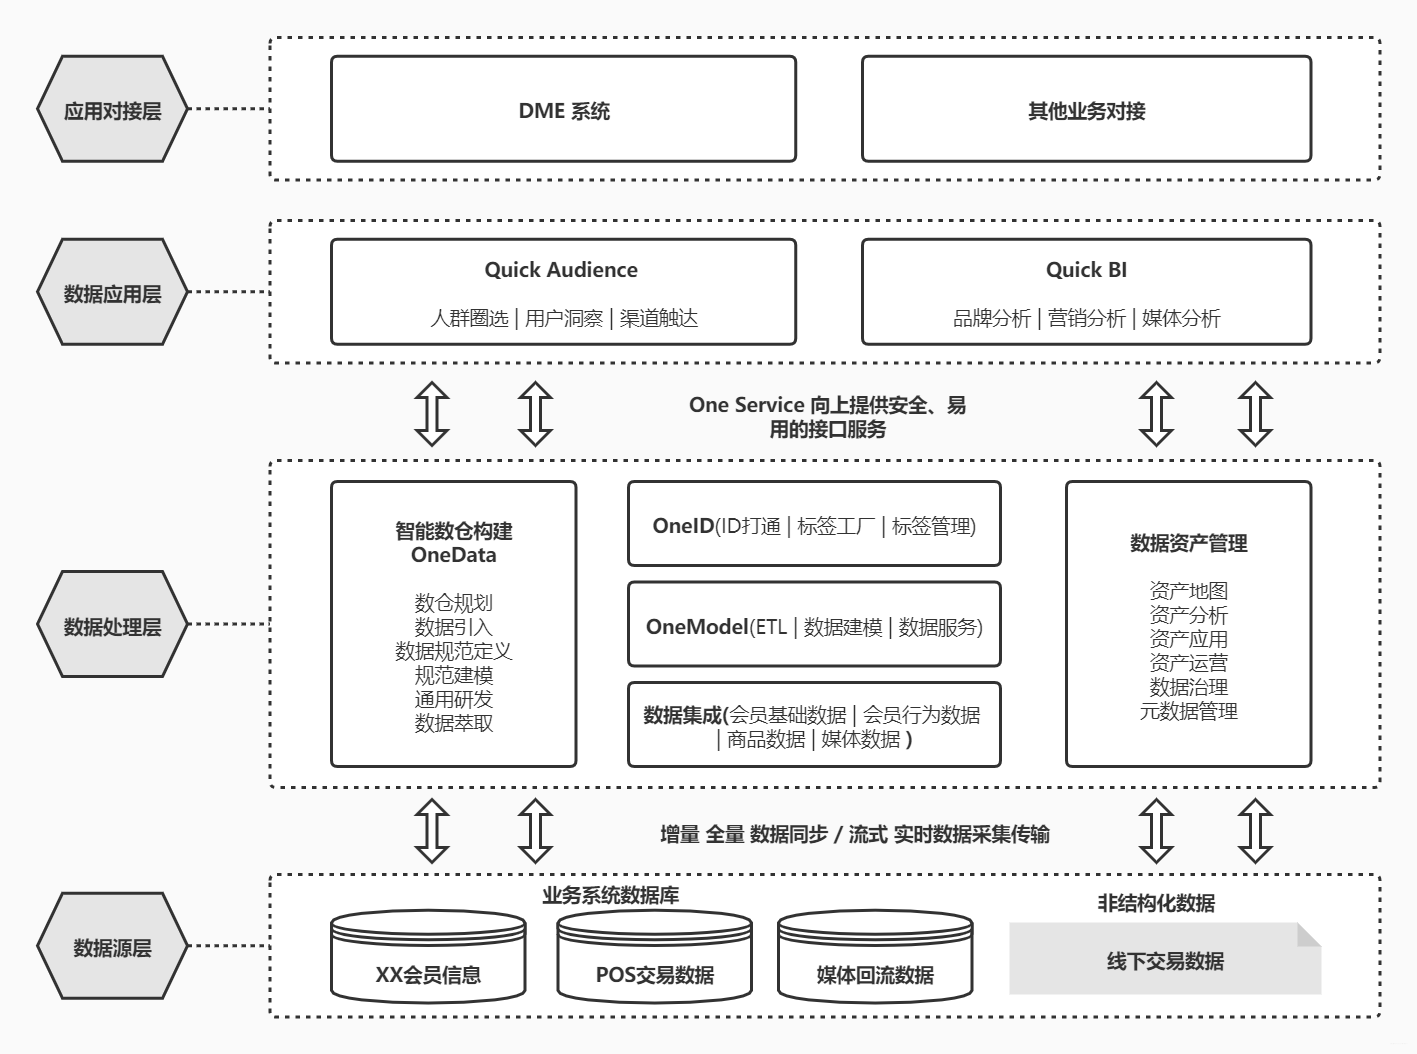 应用对接层
DME 系统
其他业务对接
数据应用层
Quick Audience
人群圈选 | 用户洞察 | 渠道触达
Quick BI
品牌分析 | 营销分析 | 媒体分析
One Service 向上提供安全、易
用的接口服务
数据处理层
智能数仓构建
OneData
数仓规划
数据引入
数据规范定义
规范建模
通用研发
数据萃取
OneID(ID打通 | 标签工厂 | 标签管理)
OneModel(ETL | 数据建模 | 数据服务)
数据集成(会员基础数据 | 会员行为数据
| 商品数据 | 媒体数据 )
数据资产管理
资产地图
资产分析
资产应用
资产运营
数据治理
元数据管理
增量 全量 数据同步 / 流式 实时数据采集传输
数据源层
业务系统数据库
XX会员信息
POS交易数据
媒体回流数据
非结构化数据
线下交易数据